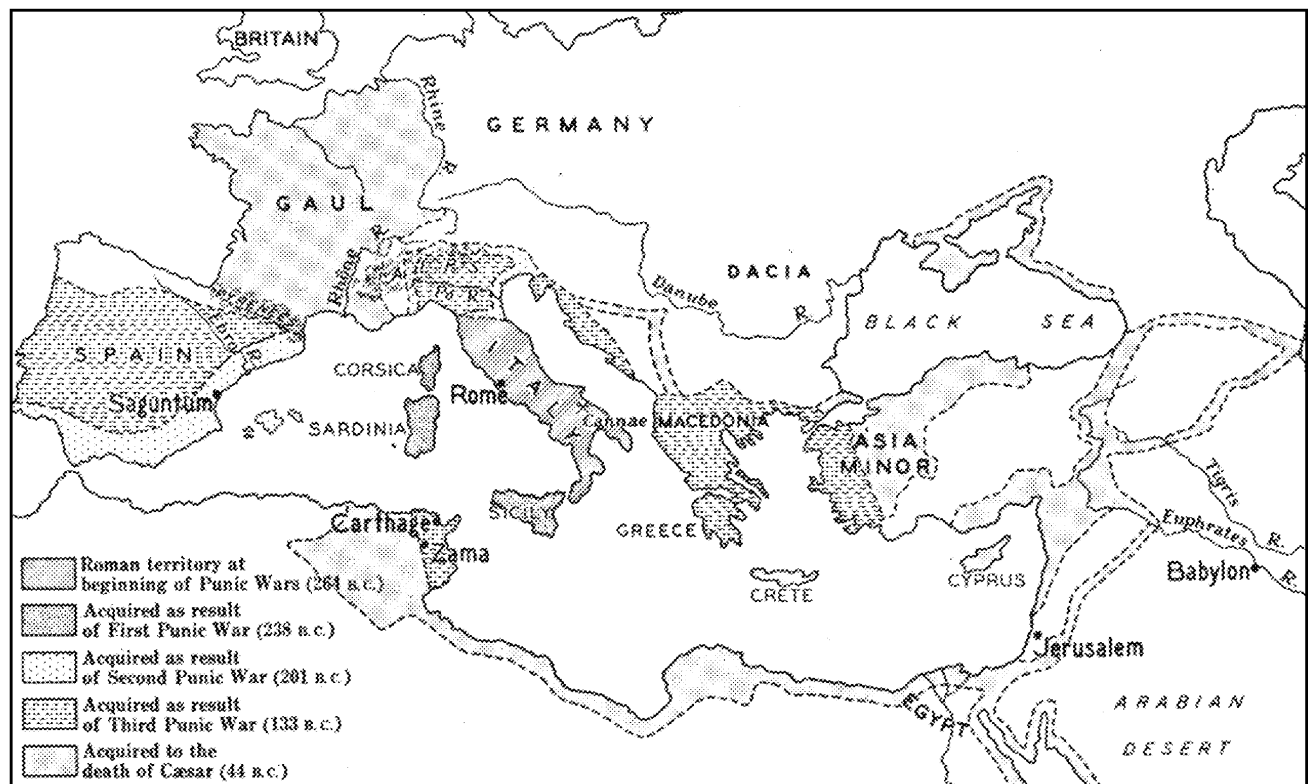 BRITAIN
Rhine R.
GERMANY
GAUL
Rhone R.
DACIA
Danube R.
BLACK SEA
Po R.
SPAIN
Saguntum
CORSICA
SARDINIA
Rome
ITALY
Cannae
MACEDONIA
ASIA MINOR
SICILY
GREECE
Carthage
Zama
CRETE
CYPRUS
Tigris R.
Euphrates R.
Babylon
Jerusalem
EGYPT
ARABIAN DESERT
Roman territory at
beginning of Punic Wars (264 B.C.)
Acquired as result
of First Punic War (238 B.C.)
Acquired as result
of Second Punic War (201 B.C.)
Acquired as result
of Third Punic War (133 B.C.)
Acquired to the
death of Cæsar (44 B.C.)